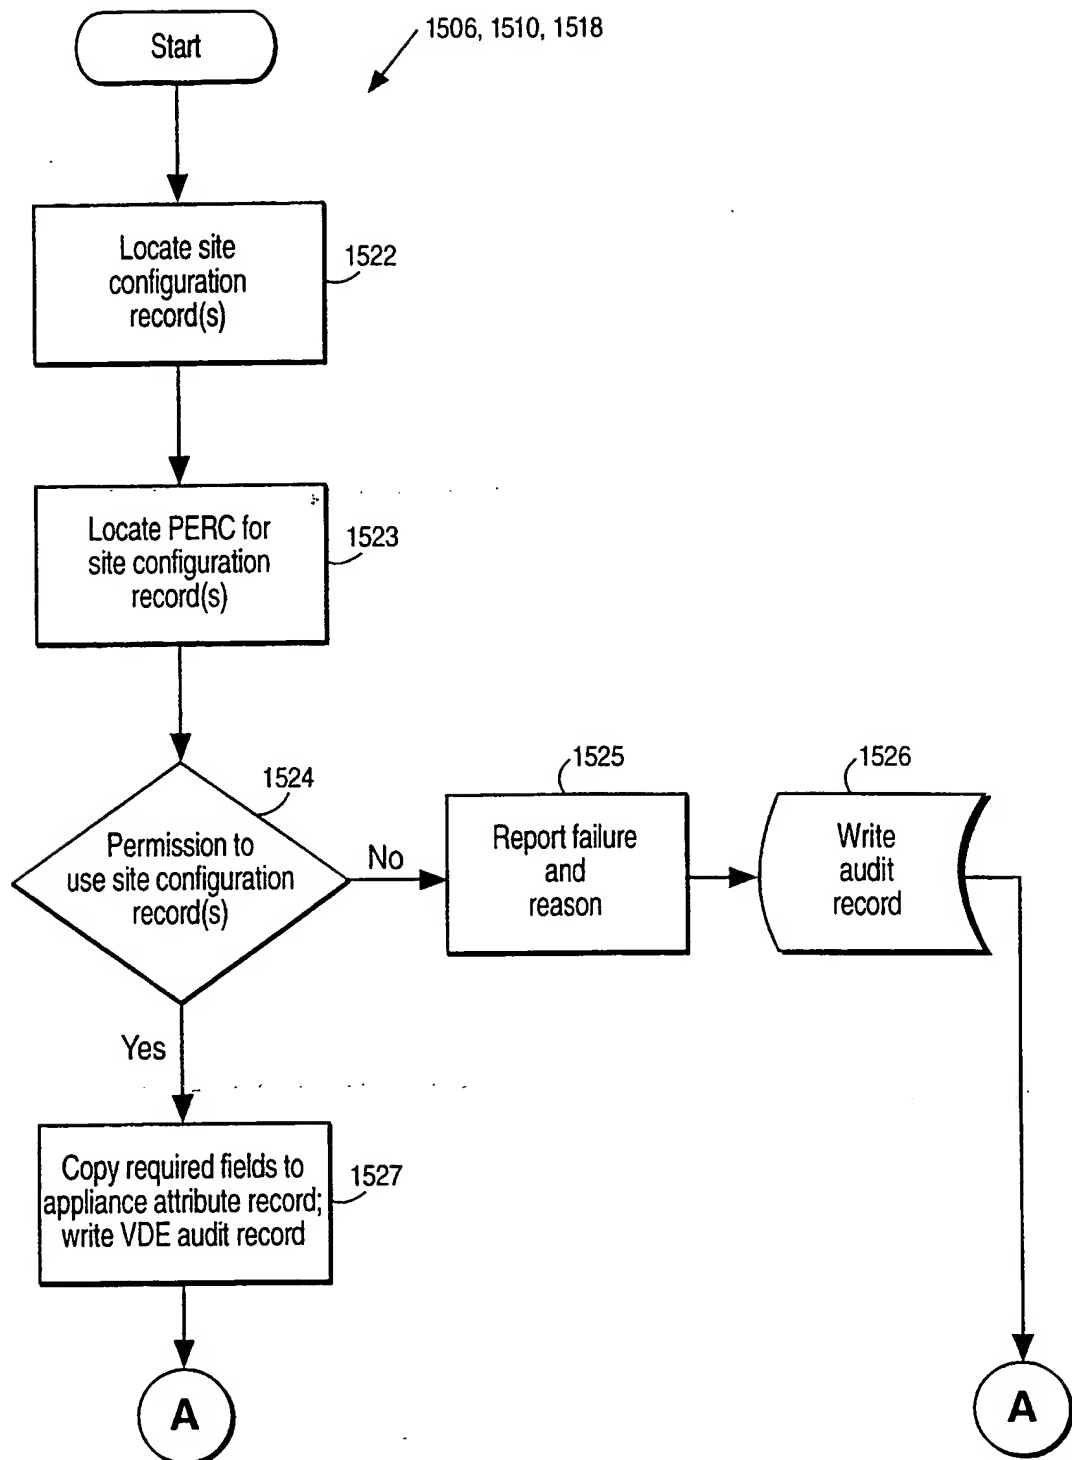 Start
1506, 1510, 1518
Locate site
configuration
record(s)
1522
Locate PERC for
site configuration
record(s)
1523
1524
Permission to
use site configuration
record(s)
No
1525
Report failure
and
reason
1526
Write
audit
record
Yes
Copy required fields to
appliance attribute record;
write VDE audit record
1527
A
A